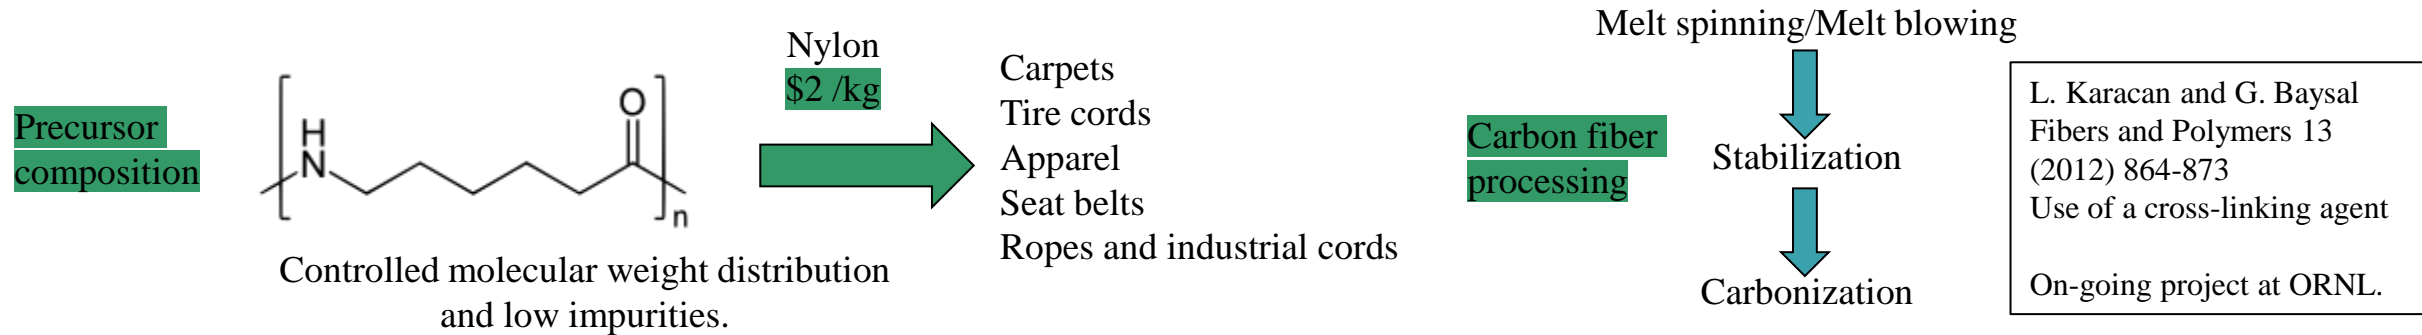 Precursor
composition
H
N
O
n
Controlled molecular weight distribution
and low impurities.
Nylon
$2 /kg
Carpets
Tire cords
Apparel
Seat belts
Ropes and industrial cords
Carbon fiber
processing
Melt spinning/Melt blowing
Stabilization
Carbonization
L. Karacan and G. Baysal
Fibers and Polymers 13
(2012) 864-873
Use of a cross-linking agent
On-going project at ORNL.